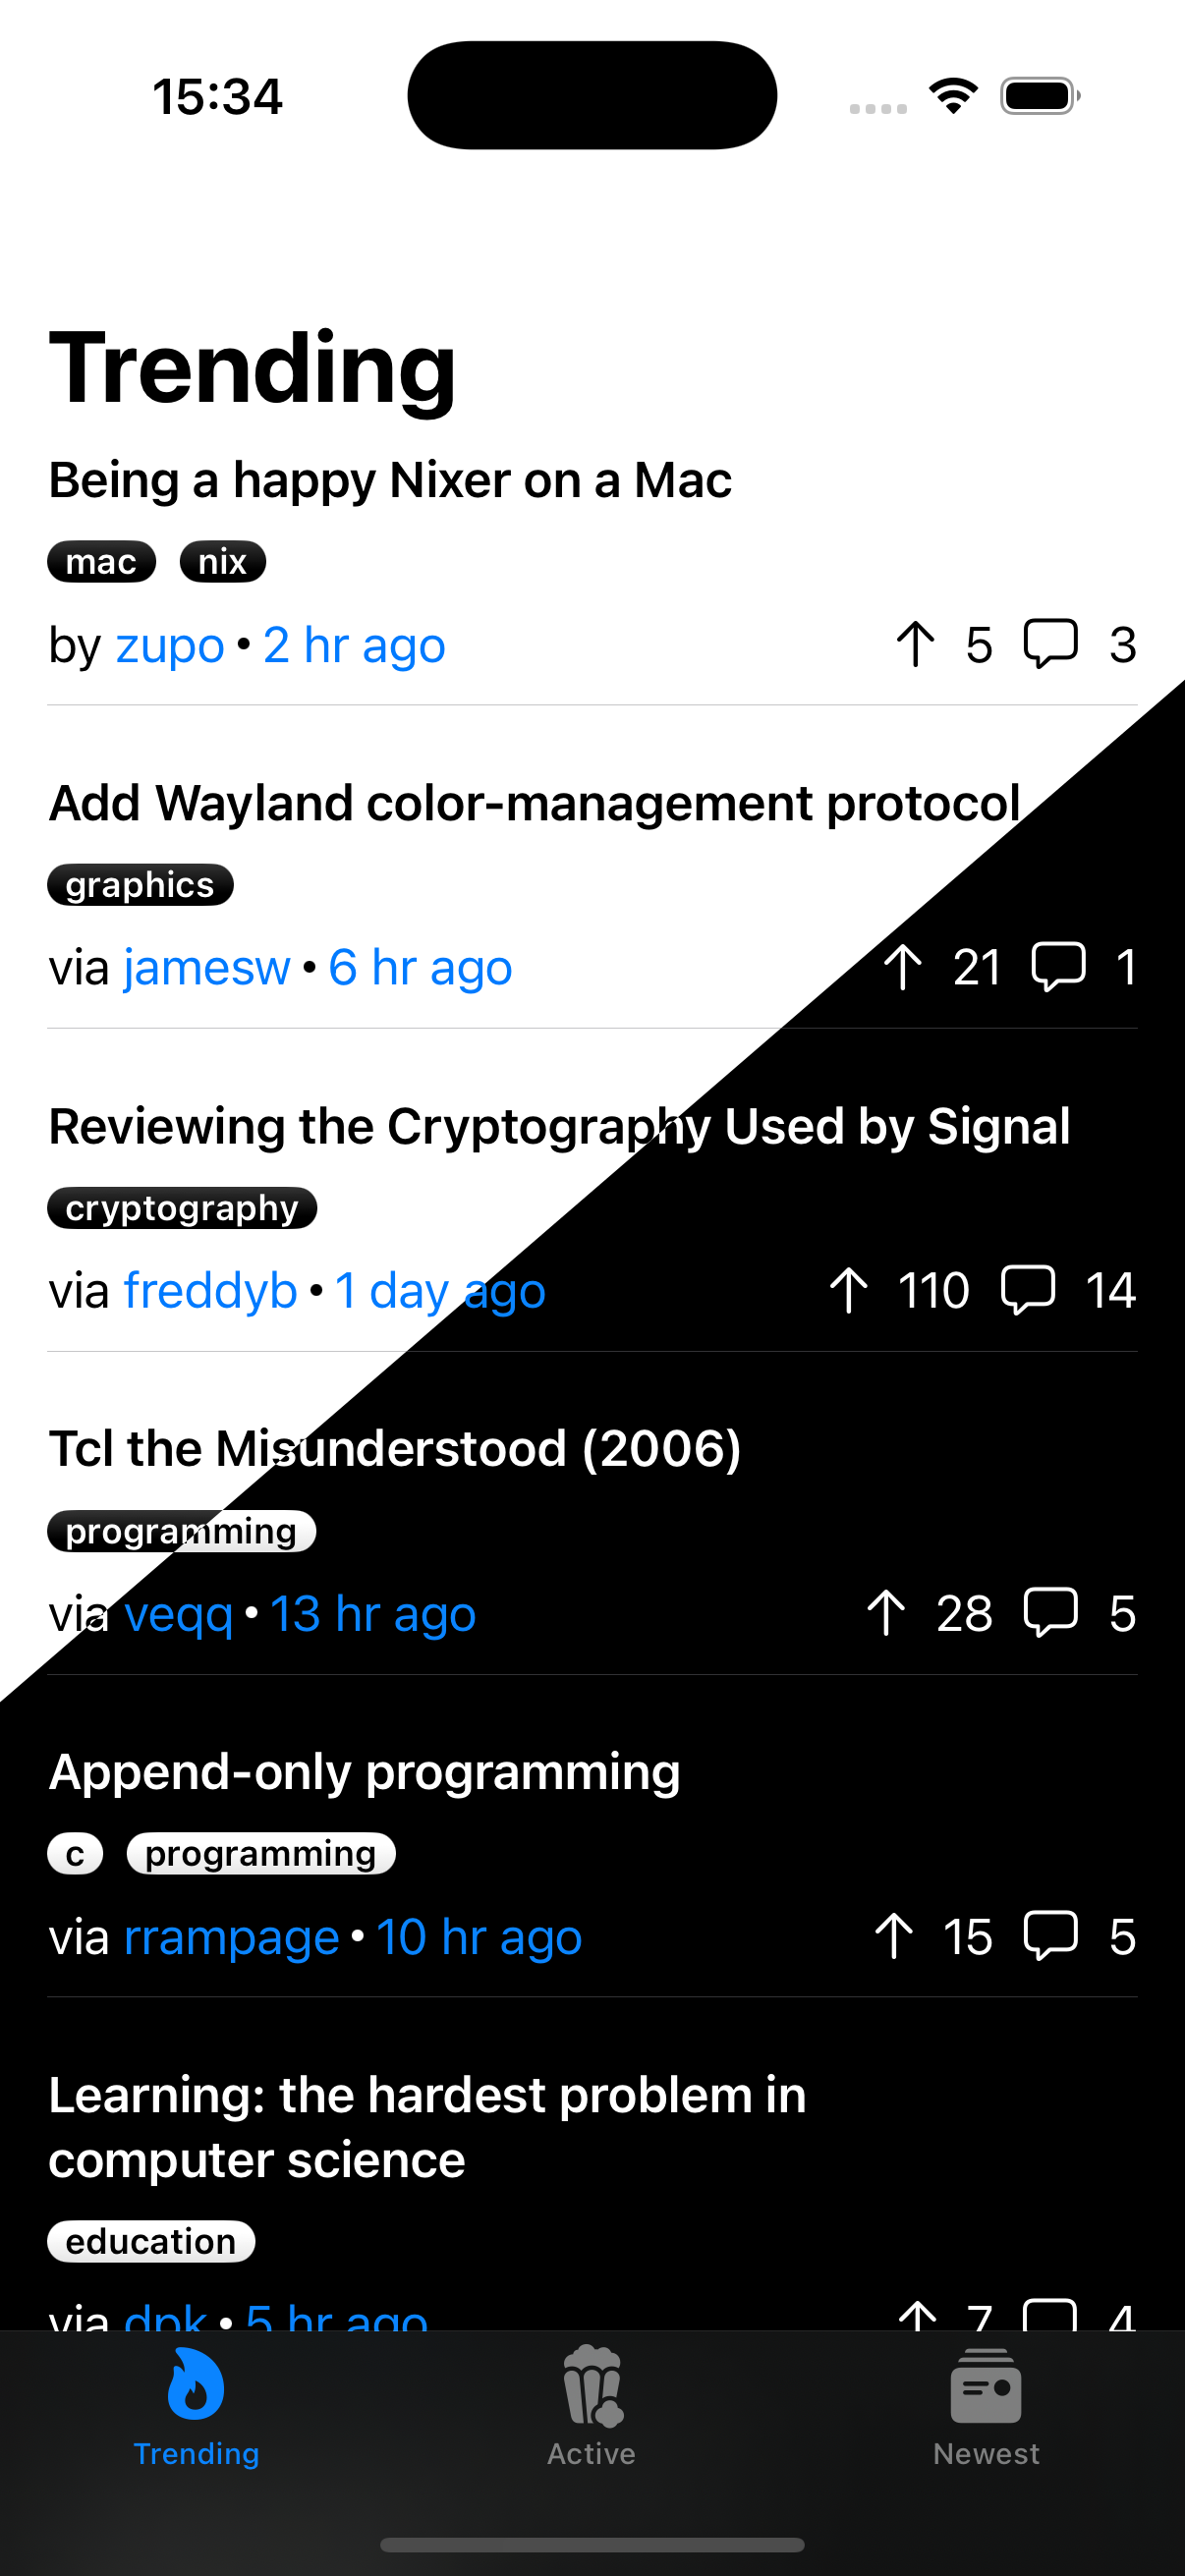 15:34
Trending
Being a happy Nixer on a Mac
mac nix
by zupo • 2 hr ago 5 3
Add Wayland color-management protocol
graphics
via jamesw • 6 hr ago 21 1
Reviewing the Cryptography Used by Signal
cryptography
via freddyb • 1 day ago 110 14
Tcl the Misunderstood (2006)
programming
via veqq • 13 hr ago 28 5
Append-only programming
c programming
via rrampage • 10 hr ago 15 5
Learning: the hardest problem in
computer science
education
via dpk • 5 hr ago 7 4
Trending Active Newest